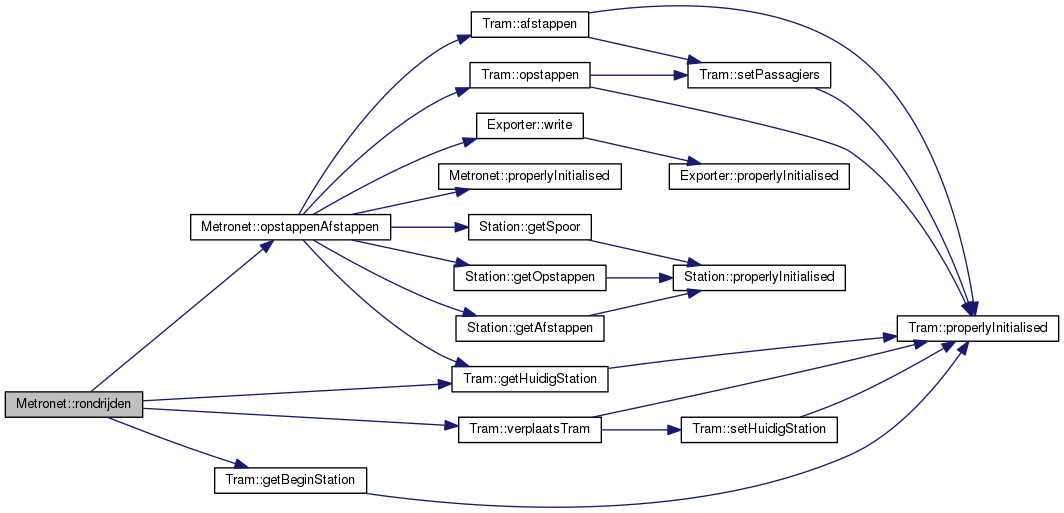 Tram::afstappen
Tram::opstappen
Tram::setPassagiers
Exporter::write
Metronet::properlyInitialised
Exporter::properlyInitialised
Metronet::opstappenAfstappen
Station::getSpoor
Station::getOpstappen
Station::properlyInitialised
Station::getAfstappen
Tram::properlyInitialised
Tram::getHuidigStation
Metronet::rondrijden
Tram::verplaatsTram
Tram::setHuidigStation
Tram::getBeginStation